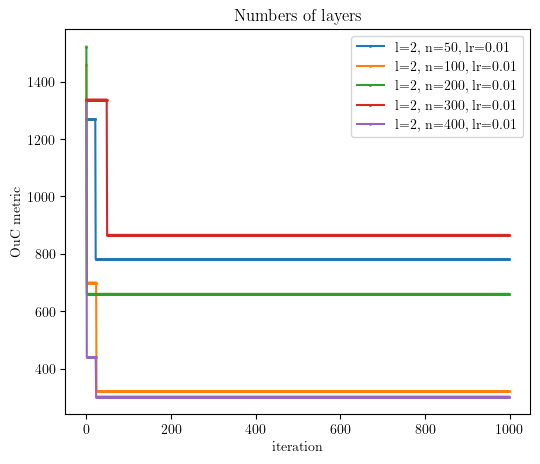 Numbers of layers
l=2, n=50, lr=0.01
l=2, n=100, lr=0.01
l=2, n=200, lr=0.01
l=2, n=300, lr=0.01
l=2, n=400, lr=0.01
OuC metric
1400
1200
1000
800
600
400
0
200
400
600
800
1000
iteration